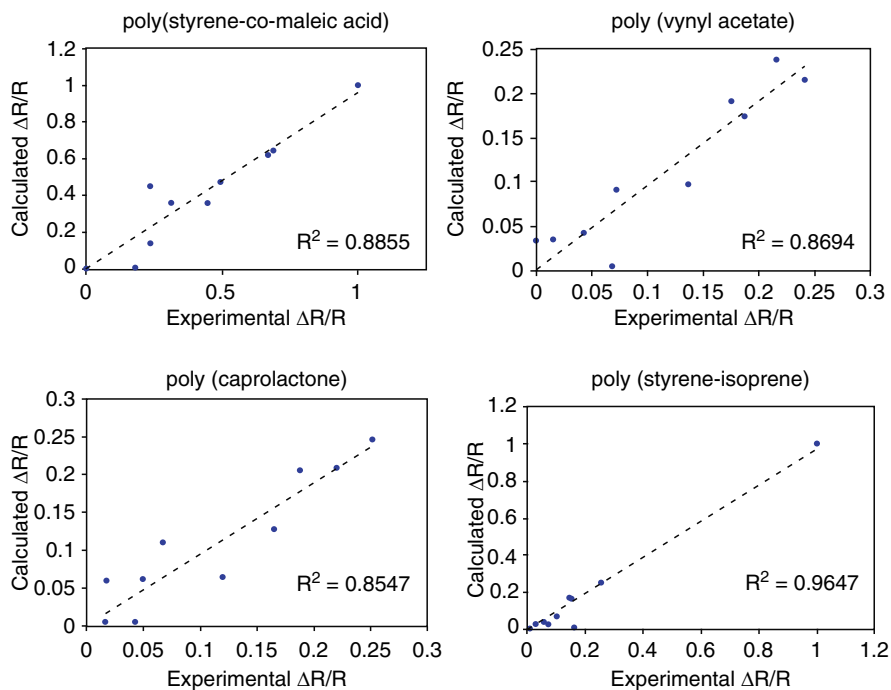 poly(styrene-co-maleic acid)
1.2
1
0.8
0.6
0.4
0.2
0
Calculated ΔR/R
R² = 0.8855
0 0.5 1
Experimental ΔR/R
poly (vynyl acetate)
0.25
0.2
0.15
0.1
0.05
0
Calculated ΔR/R
R² = 0.8694
0 0.05 0.1 0.15 0.2 0.25 0.3
Experimental ΔR/R
poly (caprolactone)
0.3
0.25
0.2
0.15
0.1
0.05
0
Calculated ΔR/R
R² = 0.8547
0 0.05 0.1 0.15 0.2 0.25 0.3
Experimental ΔR/R
poly (styrene-isoprene)
1.2
1
0.8
0.6
0.4
0.2
0
Calculated ΔR/R
R² = 0.9647
0 0.2 0.4 0.6 0.8 1 1.2
Experimental ΔR/R